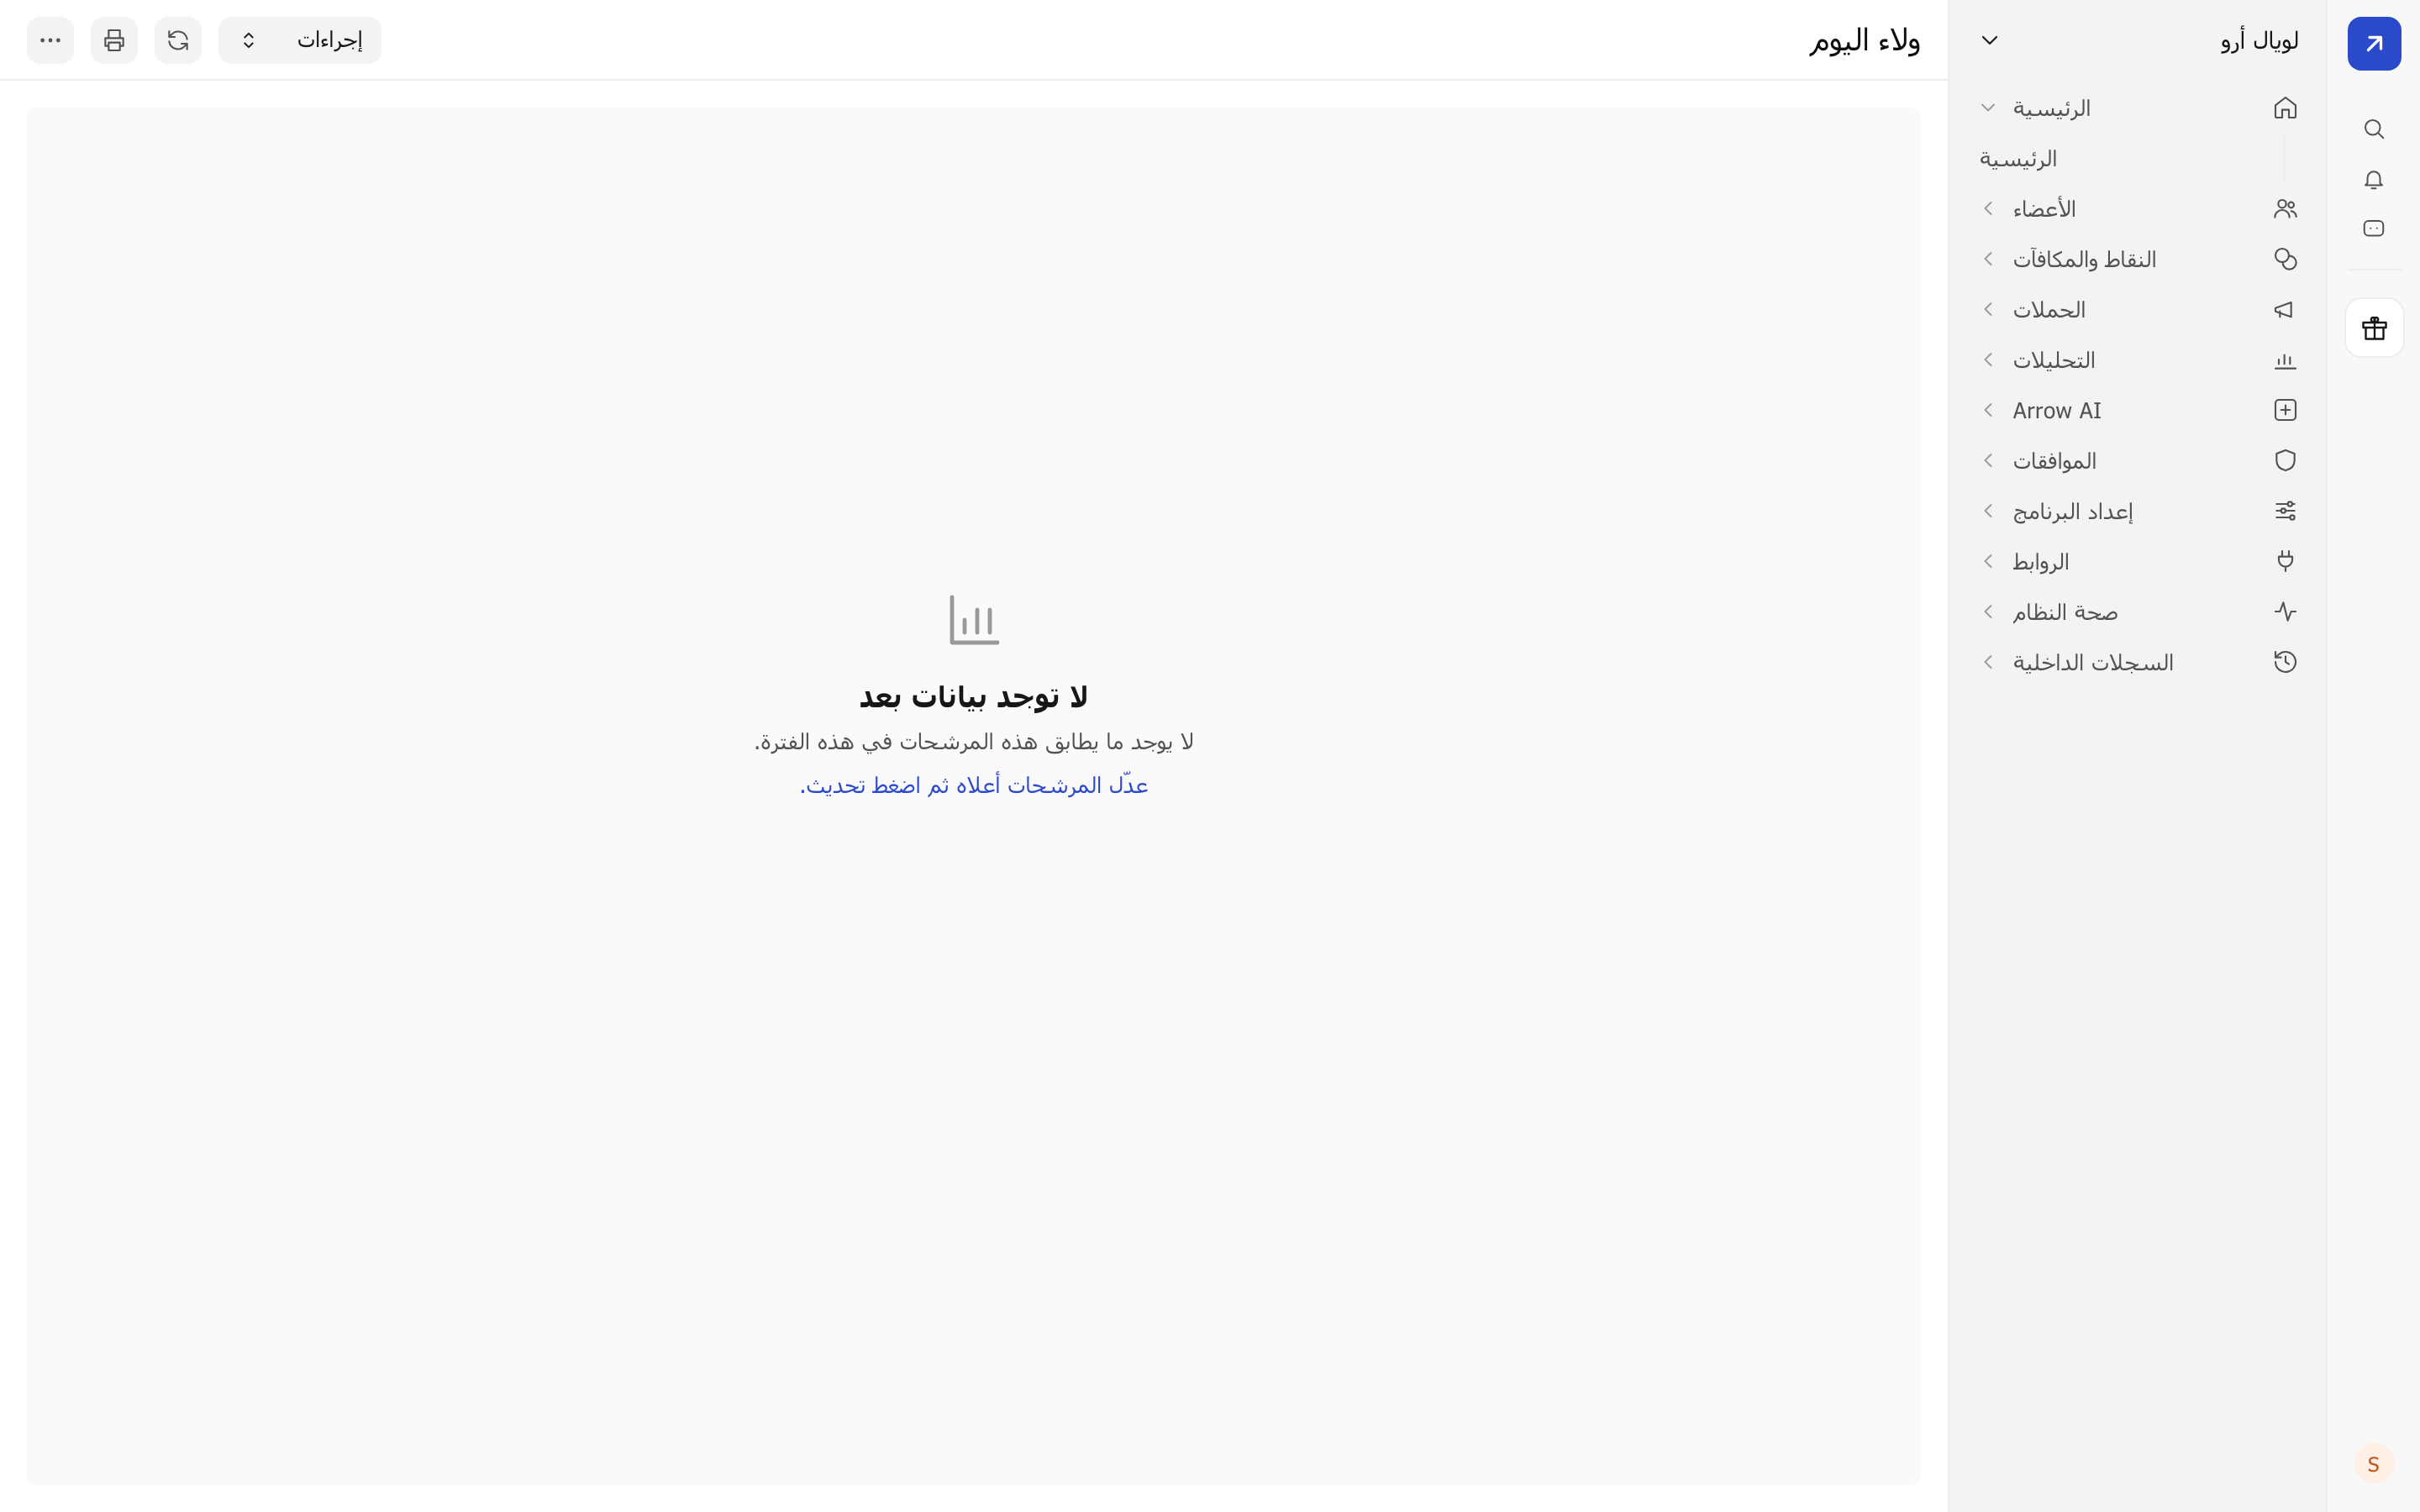 لويال أرو
الرئيسية
الرئيسية
الأعضاء
النقاط والمكافآت
الحملات
التحليلات
Arrow AI
الموافقات
إعداد البرنامج
الروابط
صحة النظام
السجلات الداخلية
S
ولاء اليوم
إجراءات
لا توجد بيانات بعد
لا يوجد ما يطابق هذه المرشحات في هذه الفترة.
عدّل المرشحات أعلاه ثم اضغط تحديث.